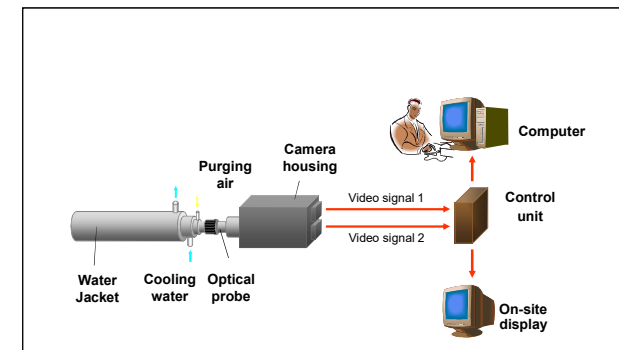 Computer
Camera
housing
Purging
air
Video signal 1
Control
unit
Video signal 2
Water
Jacket
Cooling
water
Optical
probe
On-site
display